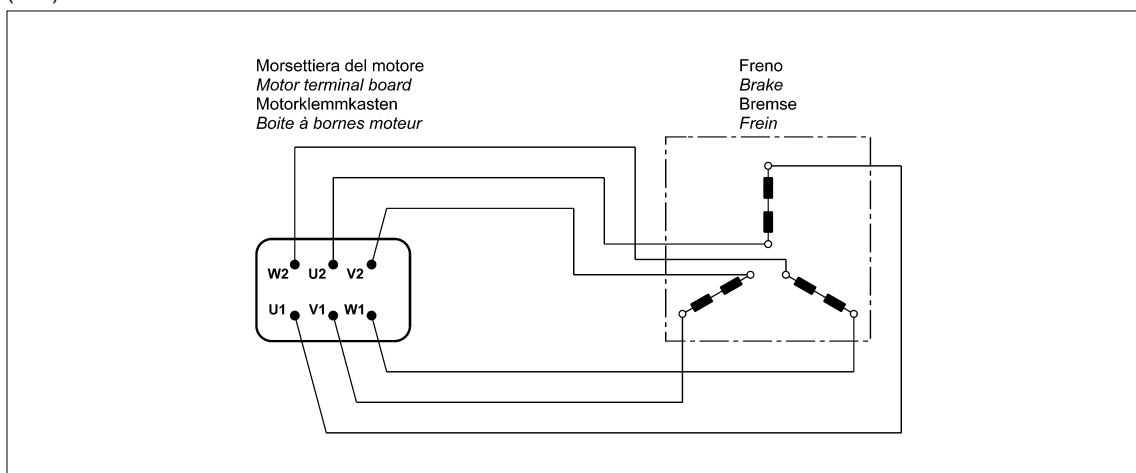 Morsettiera del motore
Motor terminal board
Motorklemmkasten
Boite à bornes moteur
Freno
Brake
Bremse
Frein
W2 U2 V2
U1 V1 W1